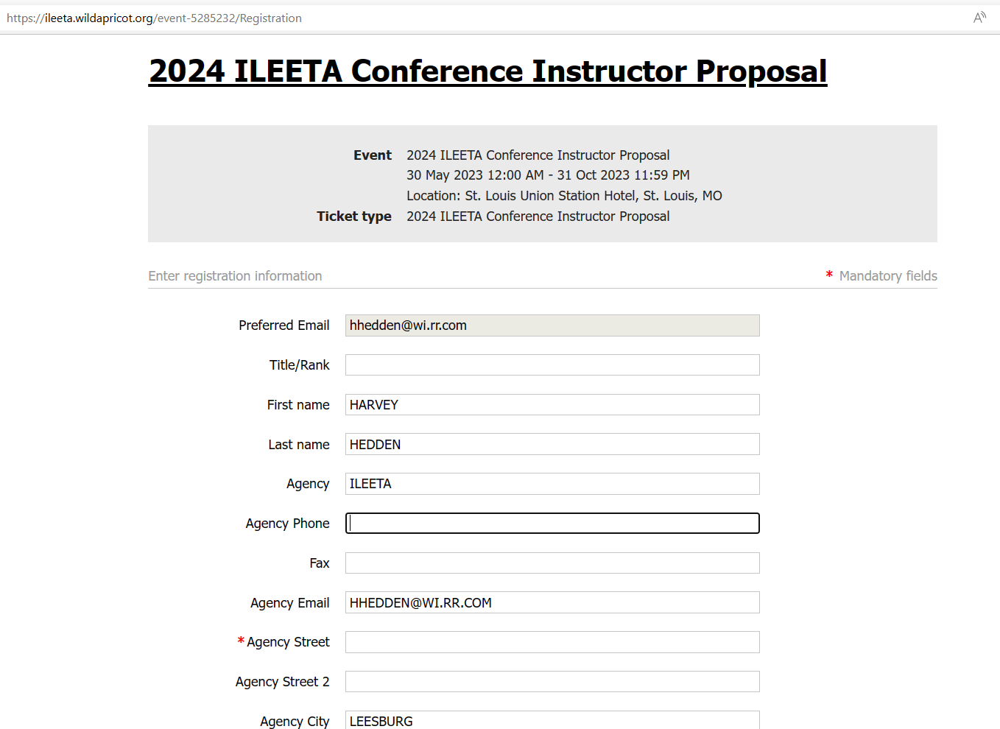 https://ileeta.wildapricot.org/event-5285232/Registration
2024 ILEETA Conference Instructor Proposal
Event 2024 ILEETA Conference Instructor Proposal
30 May 2023 12:00 AM - 31 Oct 2023 11:59 PM
Location: St. Louis Union Station Hotel, St. Louis, MO
Ticket type 2024 ILEETA Conference Instructor Proposal
Enter registration information * Mandatory fields
Preferred Email hhedden@wi.rr.com
Title/Rank
First name HARVEY
Last name HEDDEN
Agency ILEETA
Agency Phone
Fax
Agency Email HHEDDEN@WI.RR.COM
* Agency Street
Agency Street 2
Agency City LEESBURG